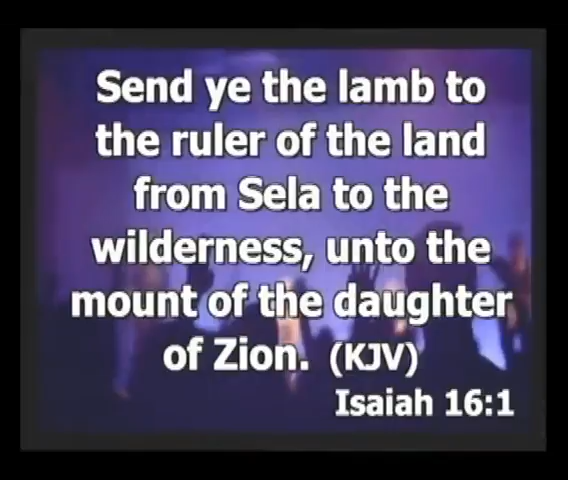 Send ye the lamb to
the ruler of the land
from Sela to the
wilderness, unto the
mount of the daughter
of Zion. (KJV)
Isaiah 16:1